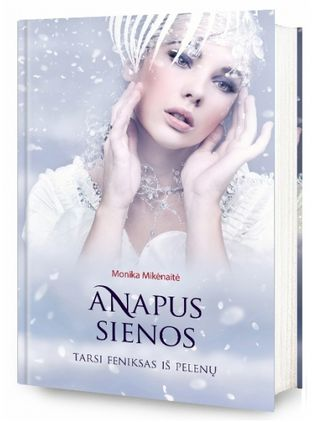 Monika Mikėnaitė
ANAPUS
SIENOS
TARSI FENIKSAS IŠ PELENŲ